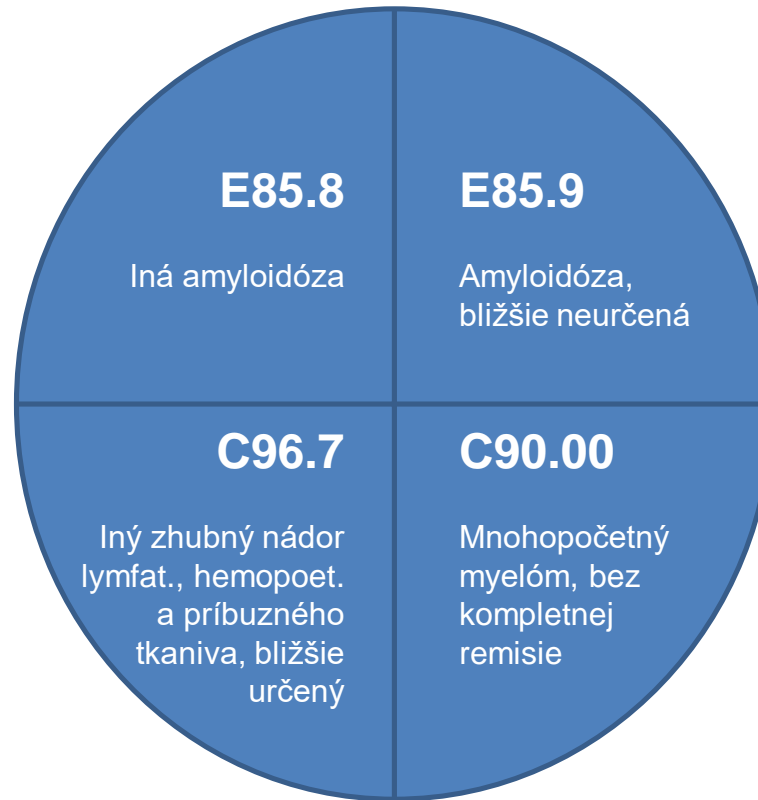 E85.8
Iná amyloidóza
E85.9
Amyloidóza,
bližšie neurčená
C96.7
Iný zhubný nádor
lymfat., hemopoet.
a príbuzného
tkaniva, bližšie
určený
C90.00
Mnohopočetný
myelóm, bez
kompletnej
remisie